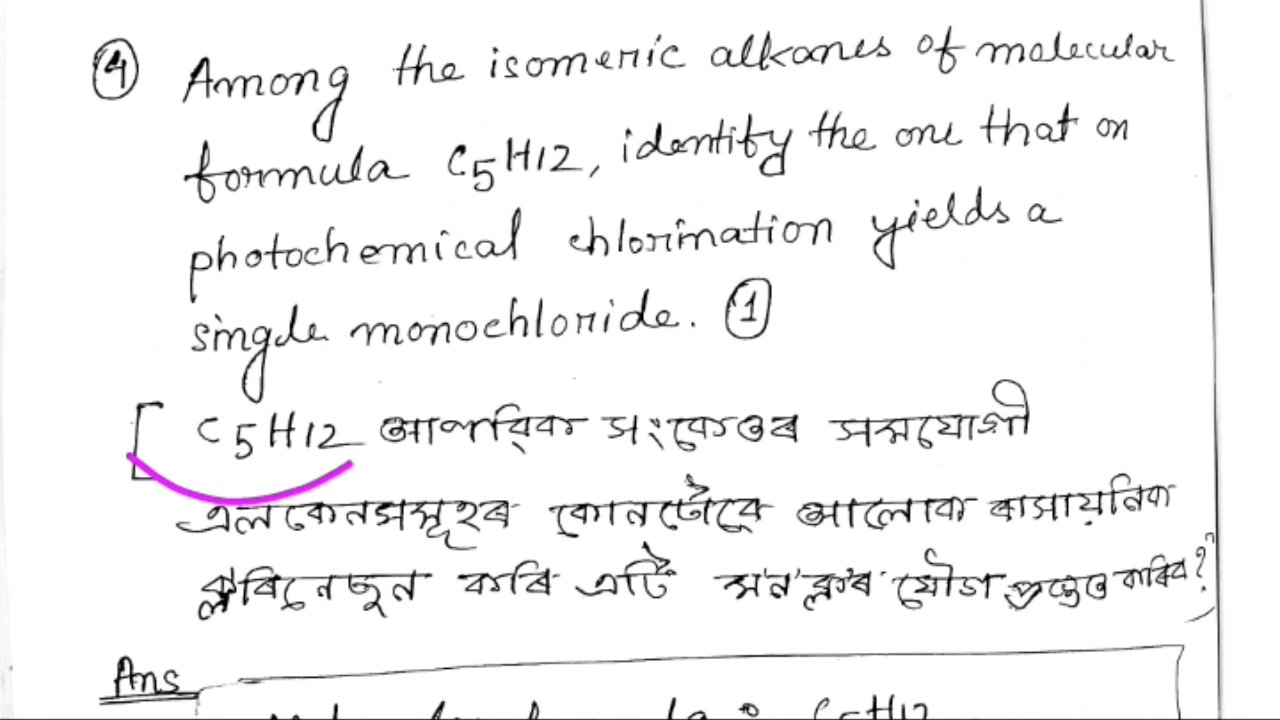 ④ Among the isomeric alkanes of molecular
formula C5H12, identify the one that on
photochemical chlorination yields a
single monochloride. ①
[ C5H12 আণৱিক সংকেতৰ সমযোগী
এলকেনসমূহৰ কোনটোৱে আলোক ৰাসায়নিক
ক্লৰিনেচন কৰি এটি মন'ক্লৰ যৌগ প্ৰস্তুত কৰিব?
Ans
C5H12